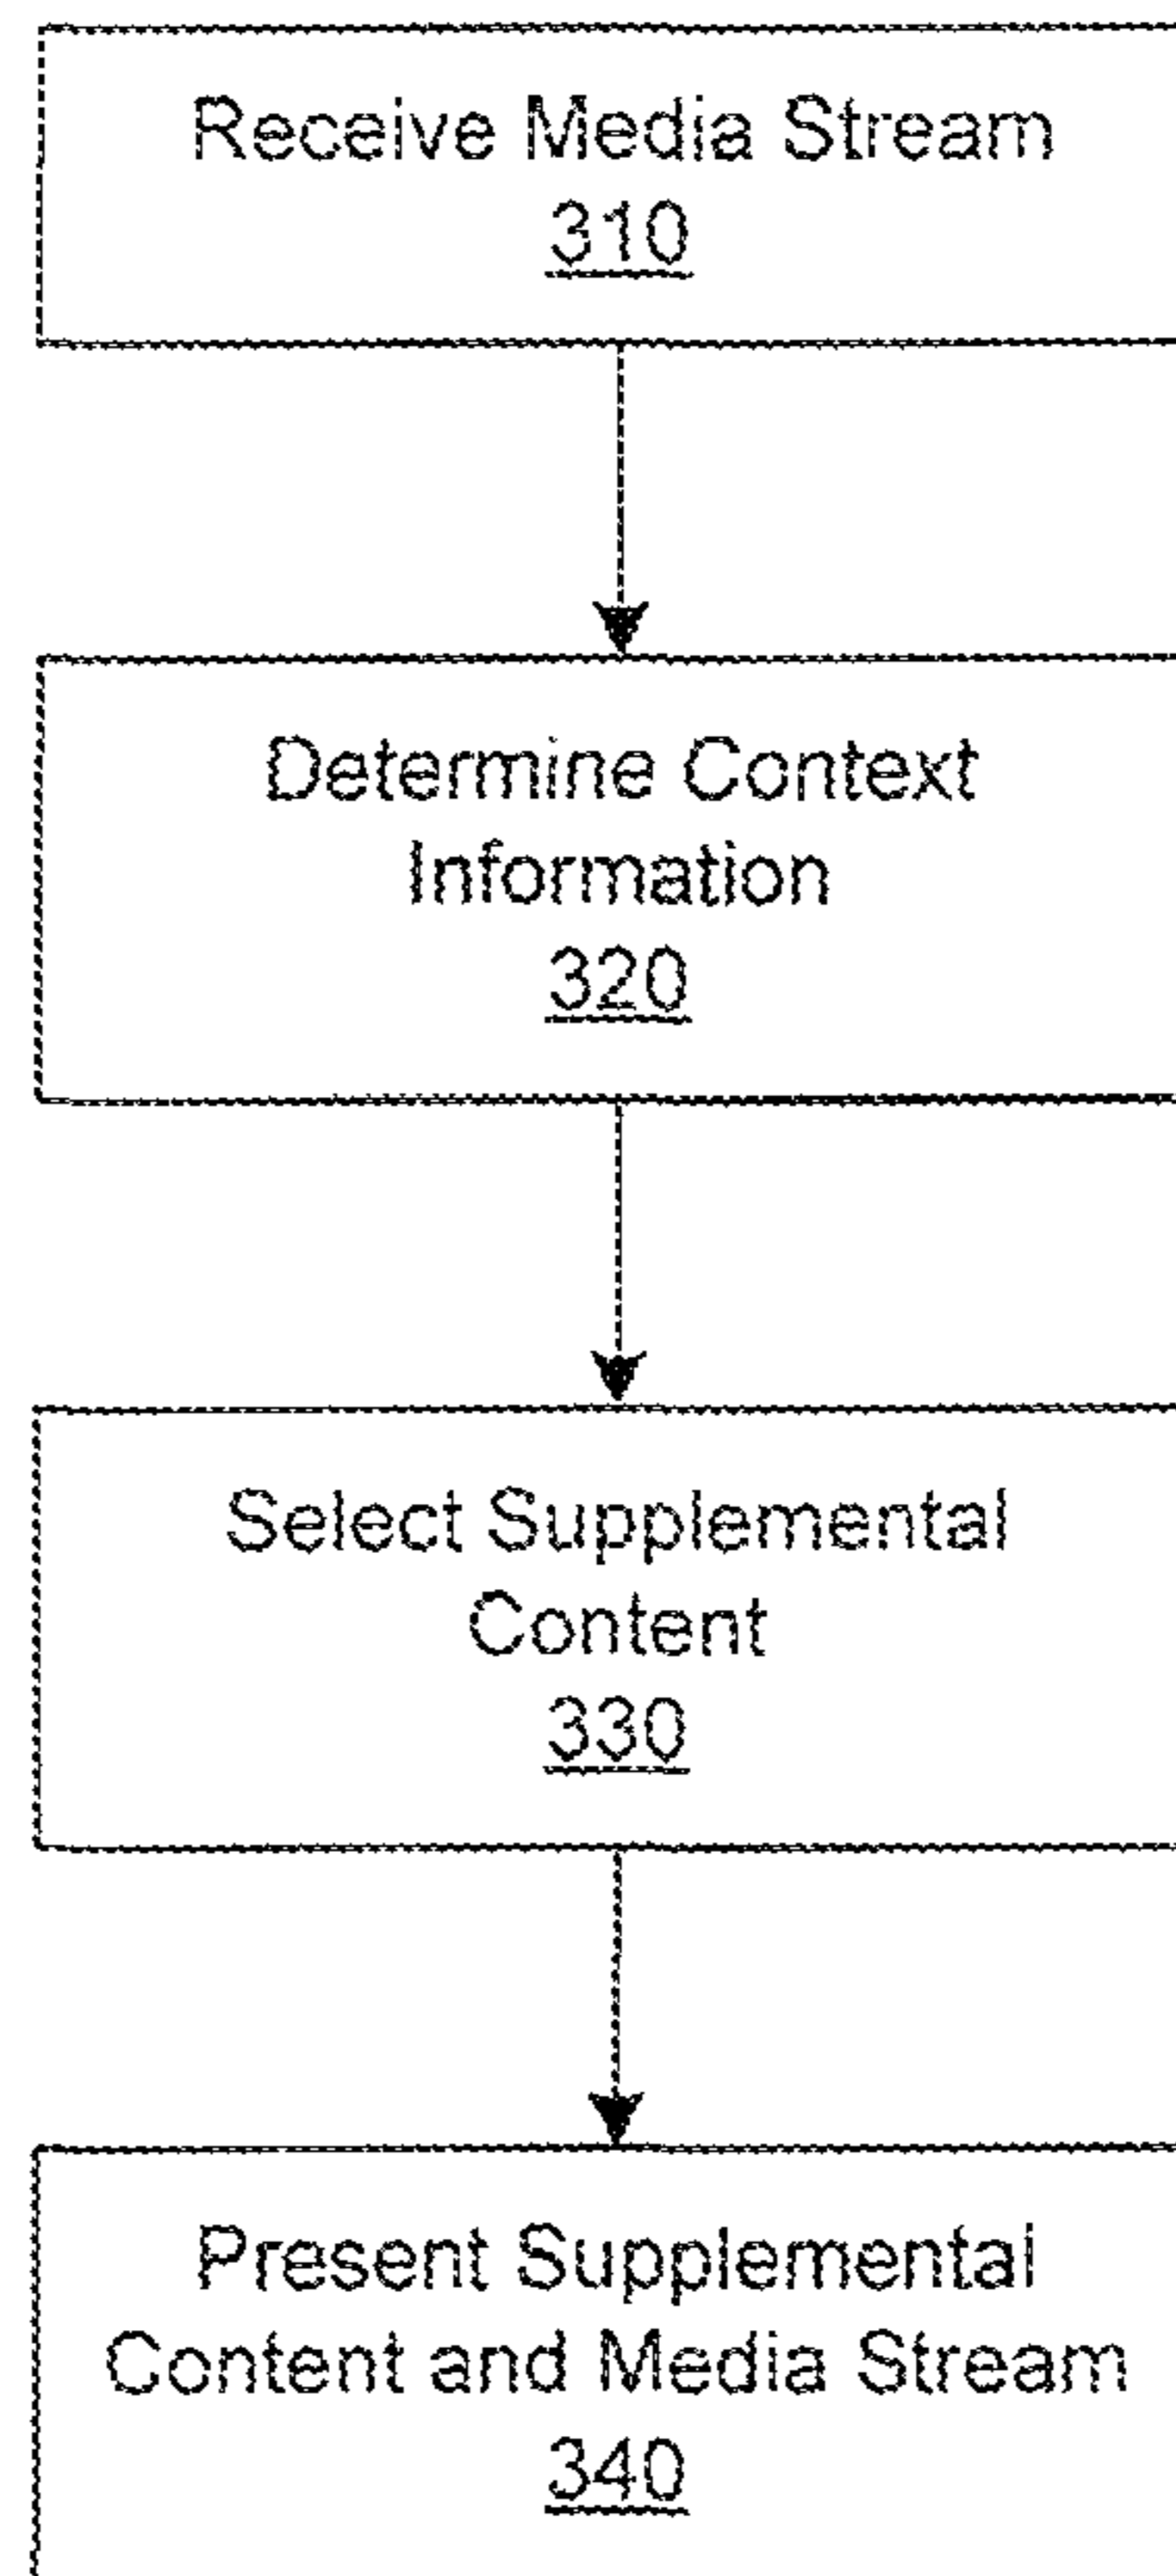 Receive Media Stream
310
Determine Context
Information
320
Select Supplemental
Content
330
Present Supplemental
Content and Media Stream
340